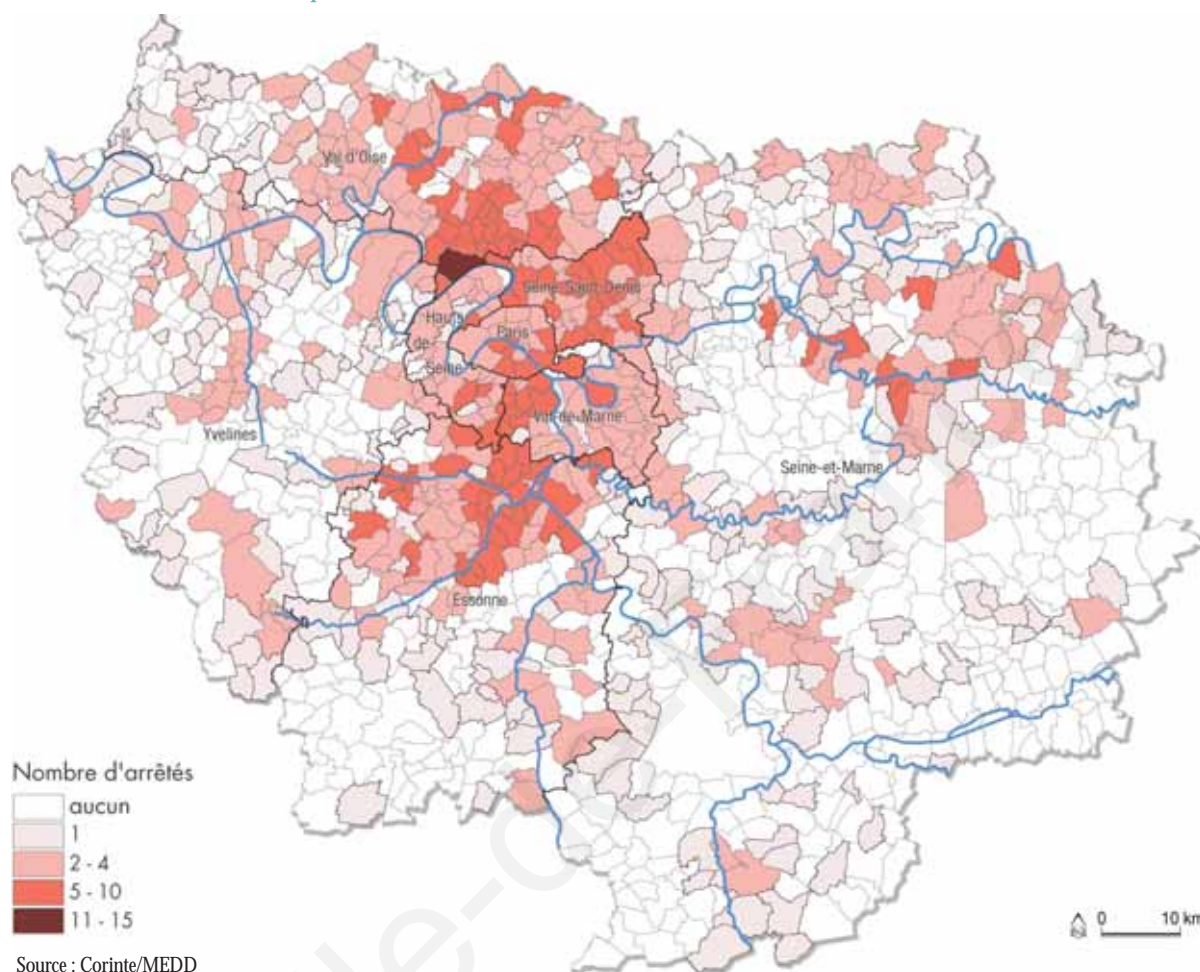 Val d'Oise
Seine-Saint-Denis
Hauts-
de-
Seine
Paris
Val-de-Marne
Yvelines
Seine-et-Marne
Essonne
Nombre d'arrêtés
aucun
1
2 - 4
5 - 10
11 - 15
0 10 km
Source : Corinte/MEDD